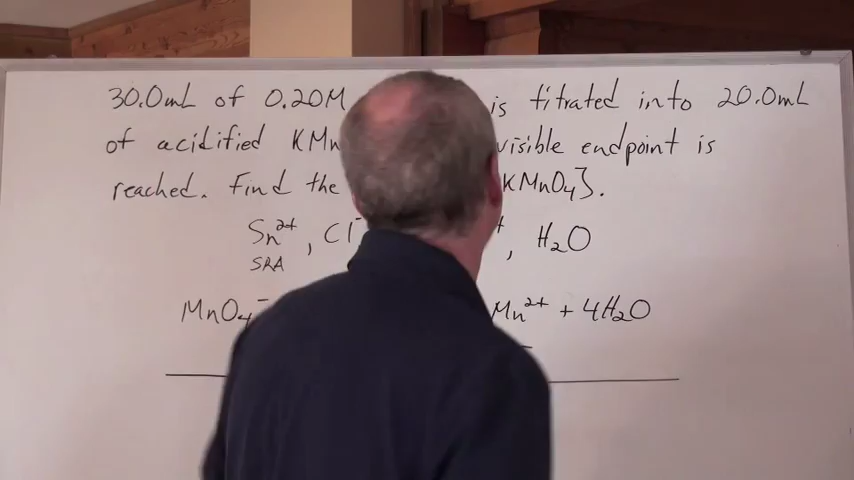 30.0mL of 0.20M is titrated into 20.0mL
of acidified KMn visible endpoint is
reached. Find the KMnO₄].
Sn²⁺, Cl⁻ ⁺, H₂O
SRA
MnO₄⁻ Mn²⁺ + 4H₂O